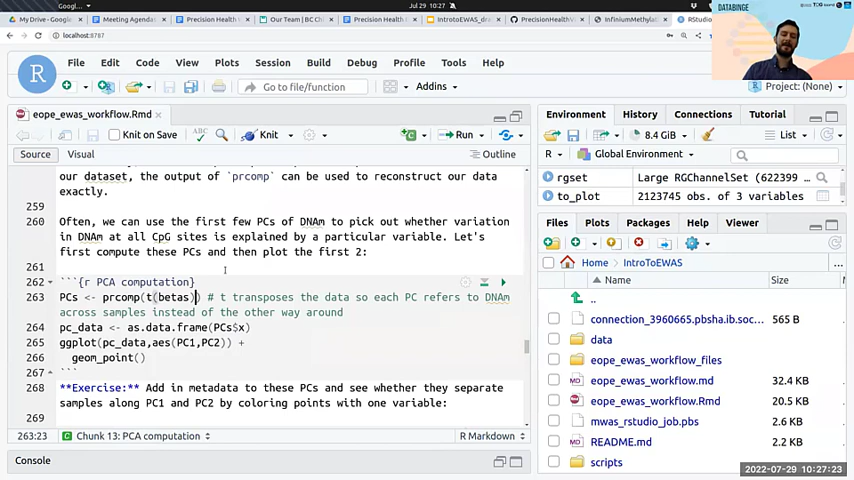 Googl...
Jul 29 10:27
My Drive - Goo...
Meeting Agenda
Precision Health
Our Team | BC Ch
Precision Health
IntrotoEWAS_dra
PrecisionHealthW
InfiniumMethylat
RStudio
localhost:8787
DATABINGE
File Edit Code View Plots Session Build Debug Profile Tools Help
Go to file/function
Addins
Project: (None)
eope_ewas_workflow.Rmd
Knit on Save
Knit
Run
Source Visual
Outline
our dataset, the output of `prcomp` can be used to reconstruct our data
exactly.
259
260 Often, we can use the first few PCs of DNAm to pick out whether variation
in DNAm at all CpG sites is explained by a particular variable. Let's
first compute these PCs and then plot the first 2:
261
262 ```{r PCA computation}
263 PCs <- prcomp(t(betas)) # t transposes the data so each PC refers to DNAm
across samples instead of the other way around
264 pc_data <- as.data.frame(PCs$x)
265 ggplot(pc_data,aes(PC1,PC2)) +
266 geom_point()
267 ```
268 **Exercise:** Add in metadata to these PCs and see whether they separate
samples along PC1 and PC2 by coloring points with one variable:
269
263:23 Chunk 13: PCA computation R Markdown
Console
Environment History Connections Tutorial
8.4 GiB List
R Global Environment
rgset Large RGChannelSet (622399
to_plot 2123745 obs. of 3 variables
Files Plots Packages Help Viewer
Home IntroToEWAS
..
connection_3960665.pbsha.ib.soc... 565 B
data
eope_ewas_workflow_files
eope_ewas_workflow.md 32.4 KB
eope_ewas_workflow.Rmd 20.5 KB
mwas_rstudio_job.pbs 2.6 KB
README.md 2.2 KB
scripts
2022-07-29 10:27:23